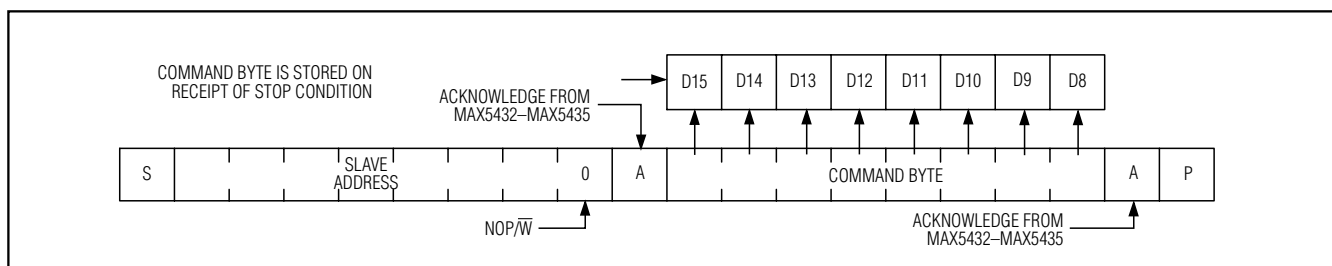 COMMAND BYTE IS STORED ON
RECEIPT OF STOP CONDITION
ACKNOWLEDGE FROM
MAX5432–MAX5435
D15 D14 D13 D12 D11 D10 D9 D8
S SLAVE ADDRESS 0 A COMMAND BYTE A P
NOP/W̅
ACKNOWLEDGE FROM
MAX5432–MAX5435